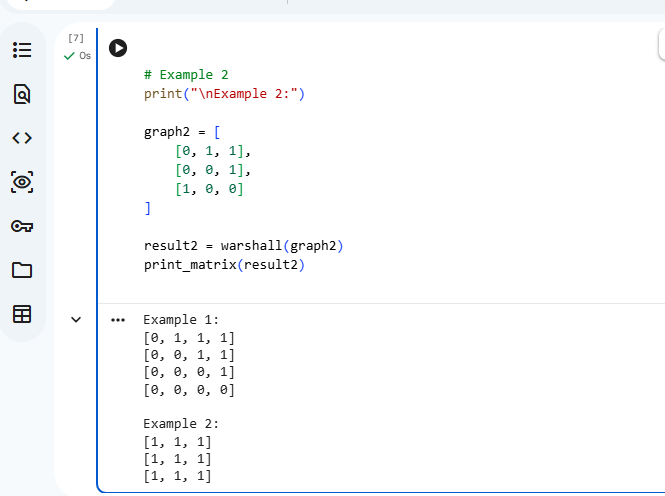 [7]
0s
# Example 2
print("\nExample 2:")
graph2 = [
    [0, 1, 1],
    [0, 0, 1],
    [1, 0, 0]
]
result2 = warshall(graph2)
print_matrix(result2)
Example 1:
[0, 1, 1, 1]
[0, 0, 1, 1]
[0, 0, 0, 1]
[0, 0, 0, 0]
Example 2:
[1, 1, 1]
[1, 1, 1]
[1, 1, 1]